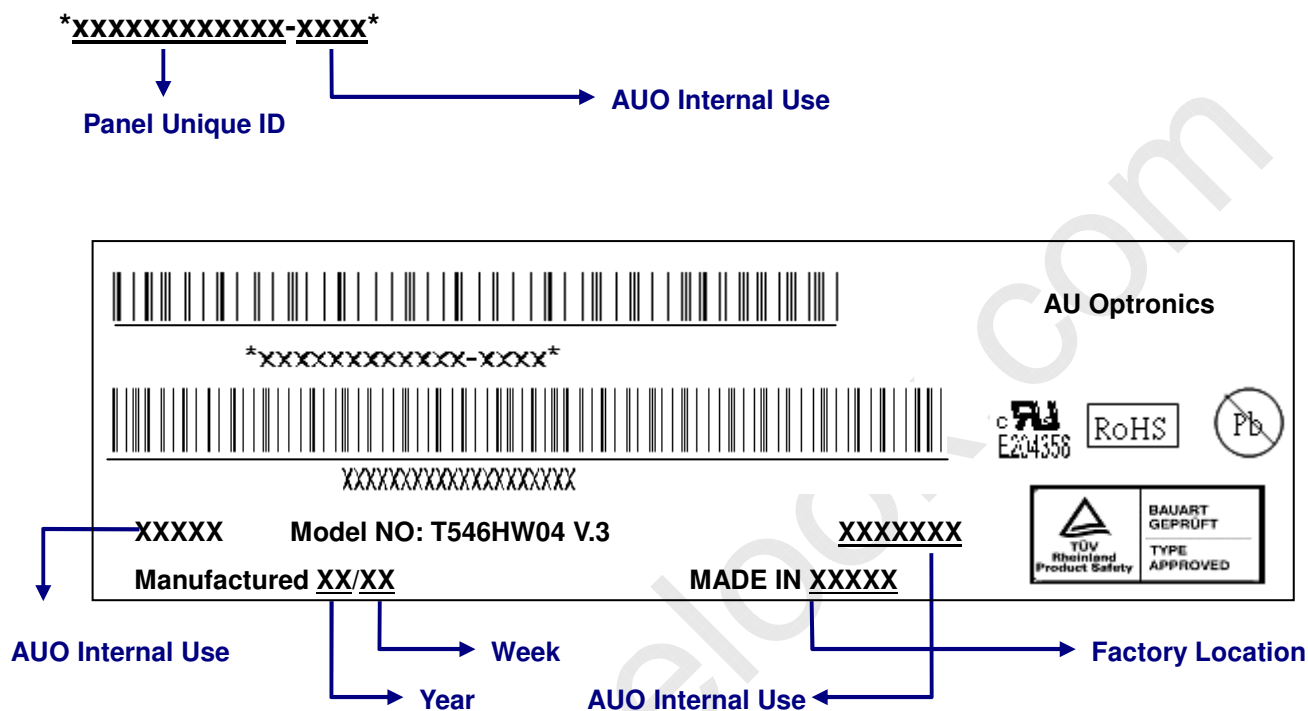 *xxxxxxxxxxxx-xxxx*
AUO Internal Use
Panel Unique ID
AU Optronics
*xxxxxxxxxxxx-xxxx*
c
E204356
RoHS
Pb
XXXXXXXXXXXXXXXXXXXX
XXXXX Model NO: T546HW04 V.3 XXXXXXX
BAUART
GEPRÜFT
TÜV
Rheinland
Product Safety
TYPE
APPROVED
Manufactured XX/XX MADE IN XXXXX
AUO Internal Use
Week
Factory Location
Year
AUO Internal Use